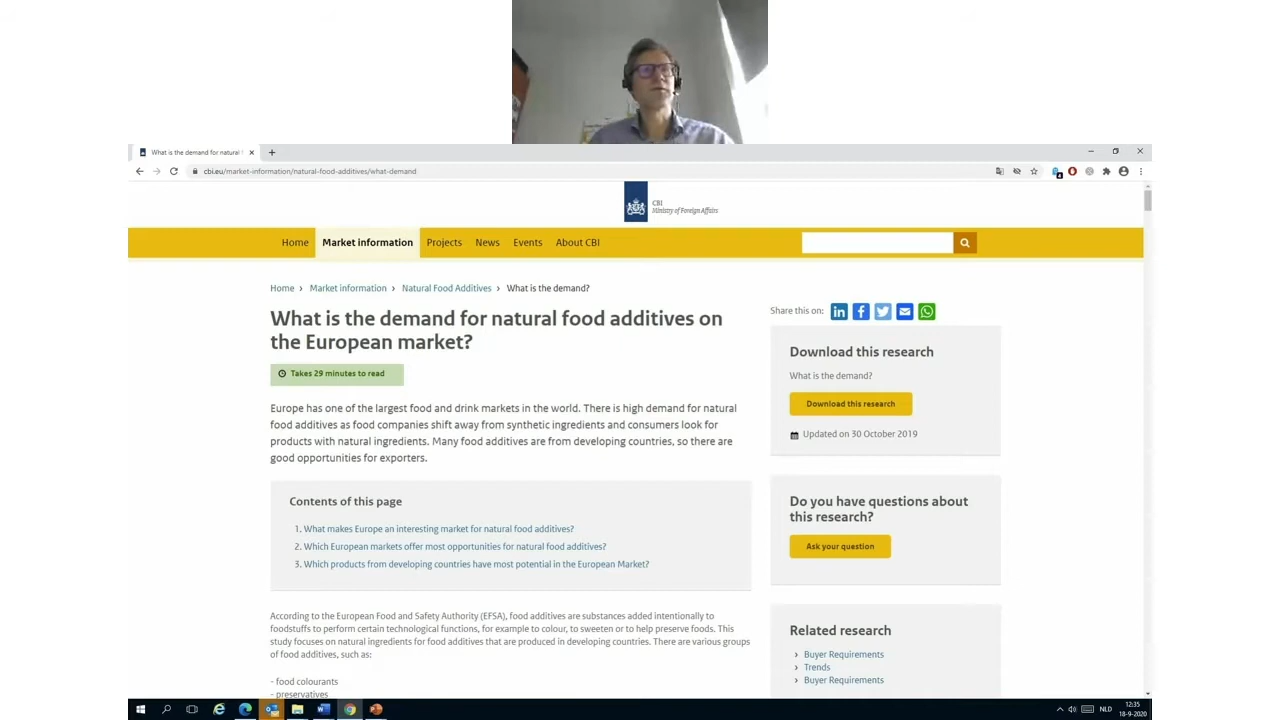 What is the demand for natural f
cbi.eu/market-information/natural-food-additives/what-demand
CBI
Ministry of Foreign Affairs
Home
Market information
Projects
News
Events
About CBI
Home › Market information › Natural Food Additives › What is the demand?
What is the demand for natural food additives on
the European market?
Takes 29 minutes to read
Europe has one of the largest food and drink markets in the world. There is high demand for natural
food additives as food companies shift away from synthetic ingredients and consumers look for
products with natural ingredients. Many food additives are from developing countries, so there are
good opportunities for exporters.
Contents of this page
1. What makes Europe an interesting market for natural food additives?
2. Which European markets offer most opportunities for natural food additives?
3. Which products from developing countries have most potential in the European Market?
According to the European Food and Safety Authority (EFSA), food additives are substances added intentionally to
foodstuffs to perform certain technological functions, for example to colour, to sweeten or to help preserve foods. This
study focuses on natural ingredients for food additives that are produced in developing countries. There are various groups
of food additives, such as:
- food colourants
- preservatives
Share this on:
Download this research
What is the demand?
Download this research
Updated on 30 October 2019
Do you have questions about
this research?
Ask your question
Related research
› Buyer Requirements
› Trends
› Buyer Requirements
NLD
12:35
18-9-2020